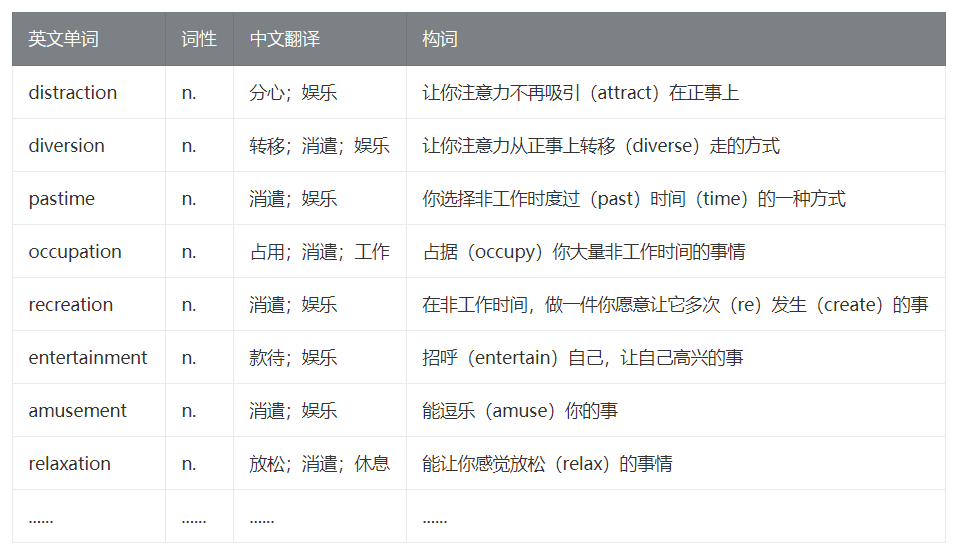 英文单词 词性 中文翻译 构词
distraction n. 分心；娱乐 让你注意力不再吸引（attract）在正事上
diversion n. 转移；消遣；娱乐 让你注意力从正事上转移（diverse）走的方式
pastime n. 消遣；娱乐 你选择非工作时度过（past）时间（time）的一种方式
occupation n. 占用；消遣；工作 占据（occupy）你大量非工作时间的事情
recreation n. 消遣；娱乐 在非工作时间，做一件你愿意让它多次（re）发生（create）的事
entertainment n. 款待；娱乐 招呼（entertain）自己，让自己高兴的事
amusement n. 消遣；娱乐 能逗乐（amuse）你的事
relaxation n. 放松；消遣；休息 能让你感觉放松（relax）的事情
...... ...... ...... ......